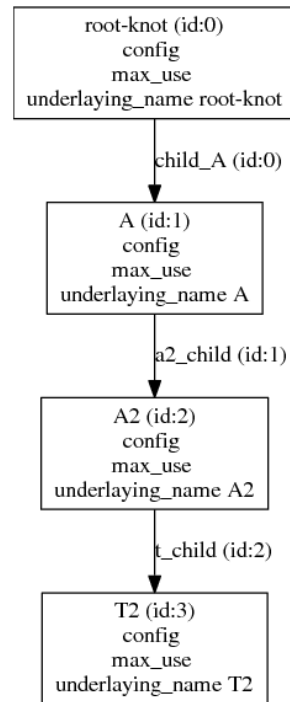 root-knot (id:0)
config
max_use
underlaying_name root-knot
child_A (id:0)
A (id:1)
config
max_use
underlaying_name A
a2_child (id:1)
A2 (id:2)
config
max_use
underlaying_name A2
t_child (id:2)
T2 (id:3)
config
max_use
underlaying_name T2